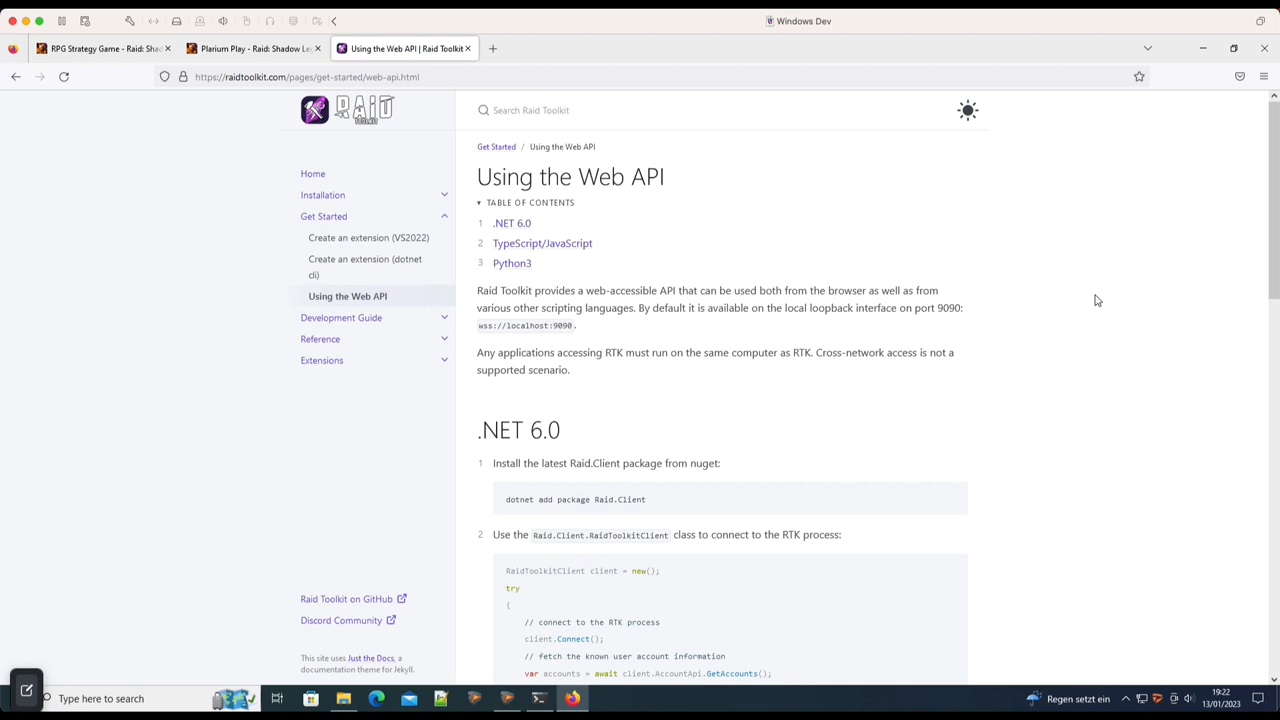 Windows Dev
RPG Strategy Game - Raid: Shad
Plarium Play - Raid: Shadow Le
Using the Web API | Raid Toolkit
https://raidtoolkit.com/pages/get-started/web-api.html
RAID
TOOLKIT
Search Raid Toolkit
Home
Installation
Get Started
Create an extension (VS2022)
Create an extension (dotnet
cli)
Using the Web API
Development Guide
Reference
Extensions
Raid Toolkit on GitHub
Discord Community
This site uses Just the Docs, a
documentation theme for Jekyll.
Get Started / Using the Web API
Using the Web API
▾ TABLE OF CONTENTS
1 .NET 6.0
2 TypeScript/JavaScript
3 Python3
Raid Toolkit provides a web-accessible API that can be used both from the browser as well as from
various other scripting languages. By default it is available on the local loopback interface on port 9090:
wss://localhost:9090.
Any applications accessing RTK must run on the same computer as RTK. Cross-network access is not a
supported scenario.
.NET 6.0
1 Install the latest Raid.Client package from nuget:
dotnet add package Raid.Client
2 Use the Raid.Client.RaidToolkitClient class to connect to the RTK process:
RaidToolkitClient client = new();
try
{
// connect to the RTK process
client.Connect();
// fetch the known user account information
var accounts = await client.AccountApi.GetAccounts();
Type here to search
Regen setzt ein
19:22
13/01/2023